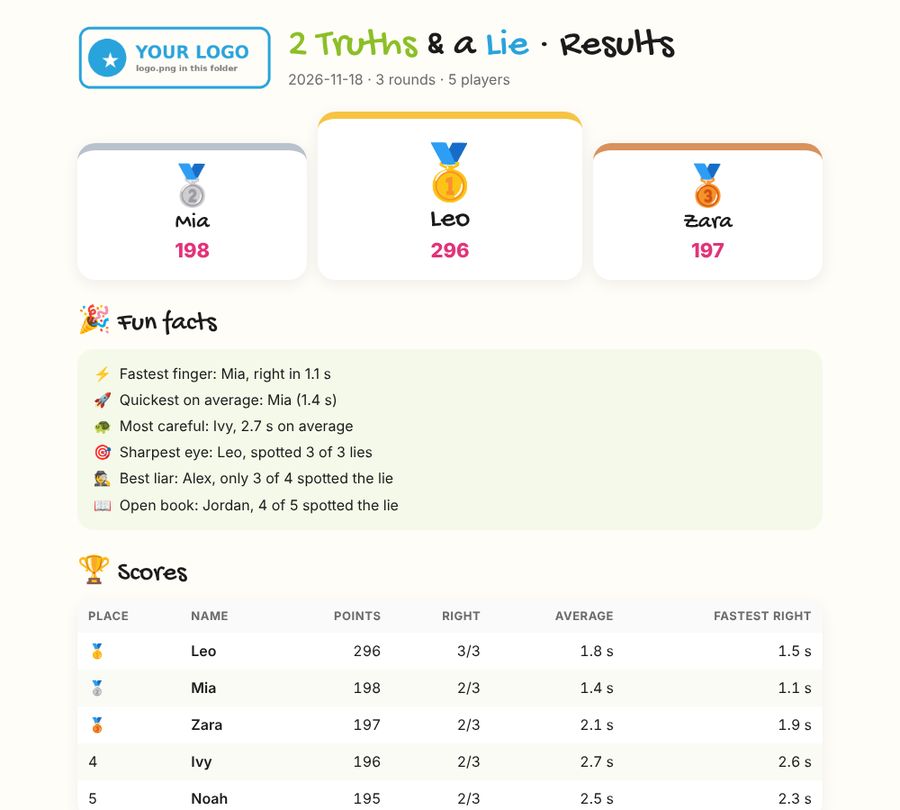 YOUR LOGO
logo.png in this folder
2 Truths & a Lie · Results
2026-11-18 · 3 rounds · 5 players
2
Mia
198
1
Leo
296
3
Zara
197
Fun facts
Fastest finger: Mia, right in 1.1 s
Quickest on average: Mia (1.4 s)
Most careful: Ivy, 2.7 s on average
Sharpest eye: Leo, spotted 3 of 3 lies
Best liar: Alex, only 3 of 4 spotted the lie
Open book: Jordan, 4 of 5 spotted the lie
Scores
PLACE NAME POINTS RIGHT AVERAGE FASTEST RIGHT
🥇 Leo 296 3/3 1.8 s 1.5 s
🥈 Mia 198 2/3 1.4 s 1.1 s
🥉 Zara 197 2/3 2.1 s 1.9 s
4 Ivy 196 2/3 2.7 s 2.6 s
5 Noah 195 2/3 2.5 s 2.3 s